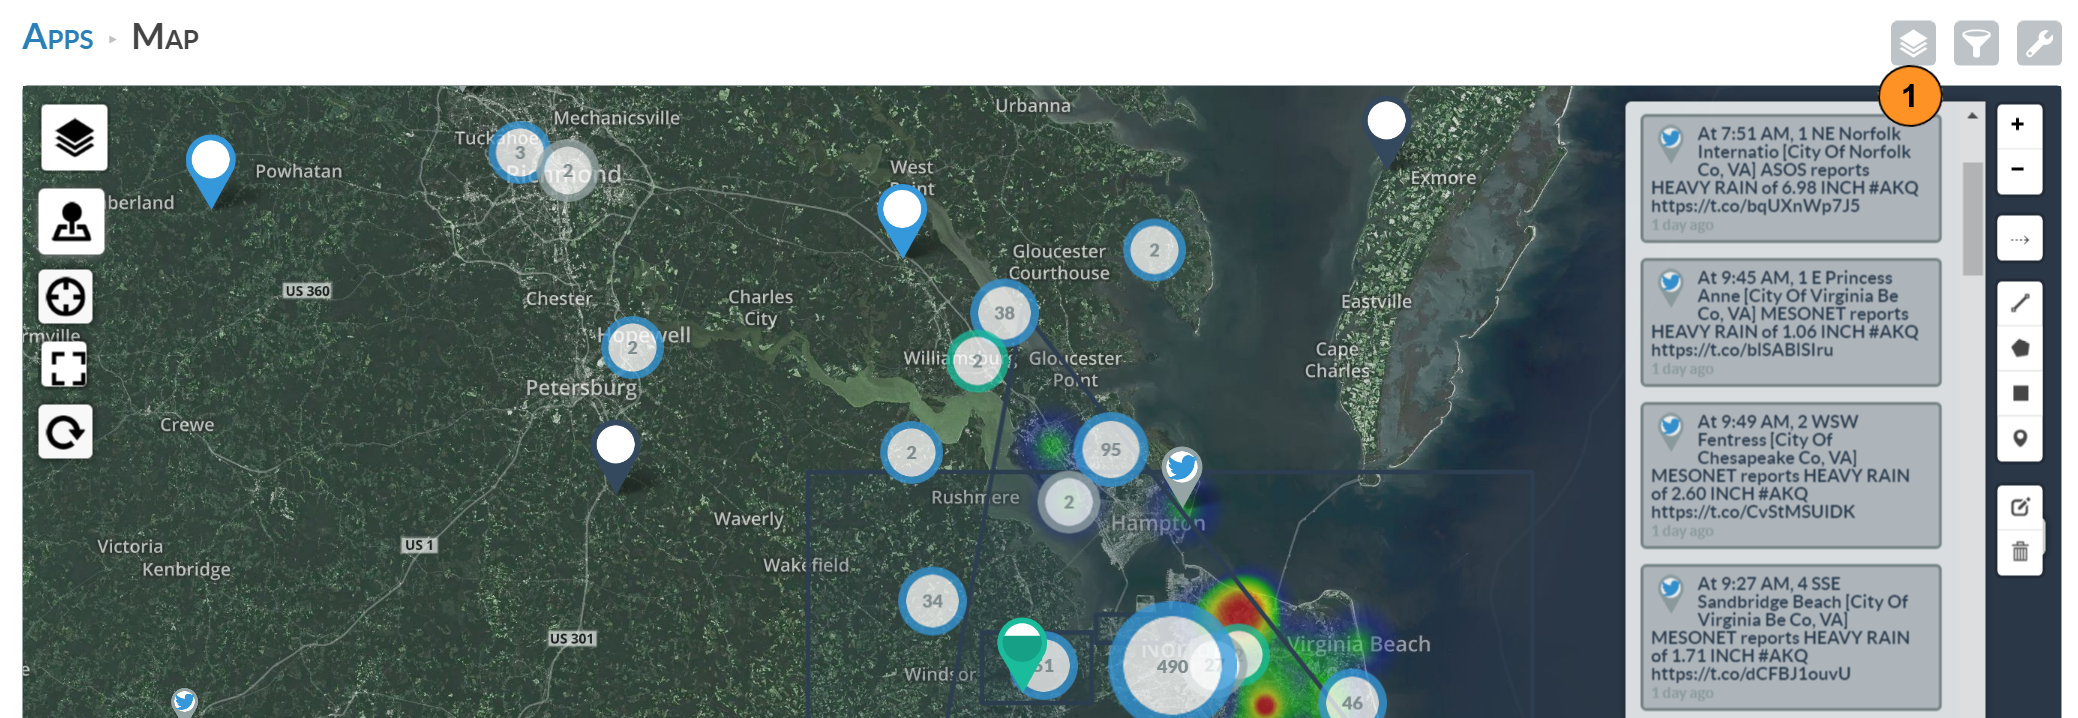 Apps ▸ Map
1
Urbanna
Mechanicsville
Tuckahoe
3
2
Richmond
West
Point
Powhatan
berland
Exmore
2
Gloucester
Courthouse
US 360
Chester
Charles
City
38
Eastville
rmville
Hopewell
2
Williamsburg
2
Gloucester
Point
Cape
Charles
Petersburg
Crewe
2
95
Rushmere
2
Hampton
Waverly
US 1
Victoria
Kenbridge
Wakefield
34
US 301
Virginia Beach
Windsor
51
Nor
490
27
46
e
At 7:51 AM, 1 NE Norfolk
Internatio [City Of Norfolk
Co, VA] ASOS reports
HEAVY RAIN of 6.98 INCH #AKQ
https://t.co/bqUXnWp7J5
1 day ago
At 9:45 AM, 1 E Princess
Anne [City Of Virginia Be
Co, VA] MESONET reports
HEAVY RAIN of 1.06 INCH #AKQ
https://t.co/blSABlSIru
1 day ago
At 9:49 AM, 2 WSW
Fentress [City Of
Chesapeake Co, VA]
MESONET reports HEAVY RAIN
of 2.60 INCH #AKQ
https://t.co/CvStMSUIDK
1 day ago
At 9:27 AM, 4 SSE
Sandbridge Beach [City Of
Virginia Be Co, VA]
MESONET reports HEAVY RAIN
of 1.71 INCH #AKQ
https://t.co/dCFBJ1ouvU
1 day ago
+
−